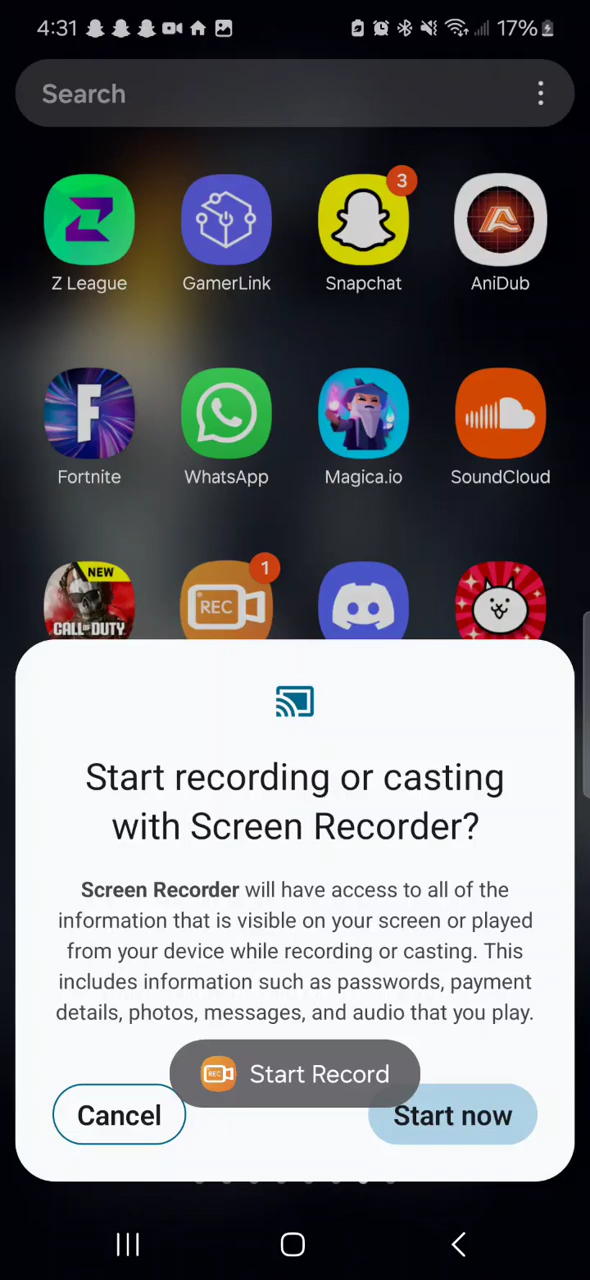 4:31
17%
Search
3
Z League
GamerLink
Snapchat
AniDub
F
Fortnite
WhatsApp
Magica.io
SoundCloud
NEW
CALL OF DUTY
REC
1
Start recording or casting
with Screen Recorder?
Screen Recorder will have access to all of the
information that is visible on your screen or played
from your device while recording or casting. This
includes information such as passwords, payment
details, photos, messages, and audio that you play.
REC
Start Record
Cancel
Start now